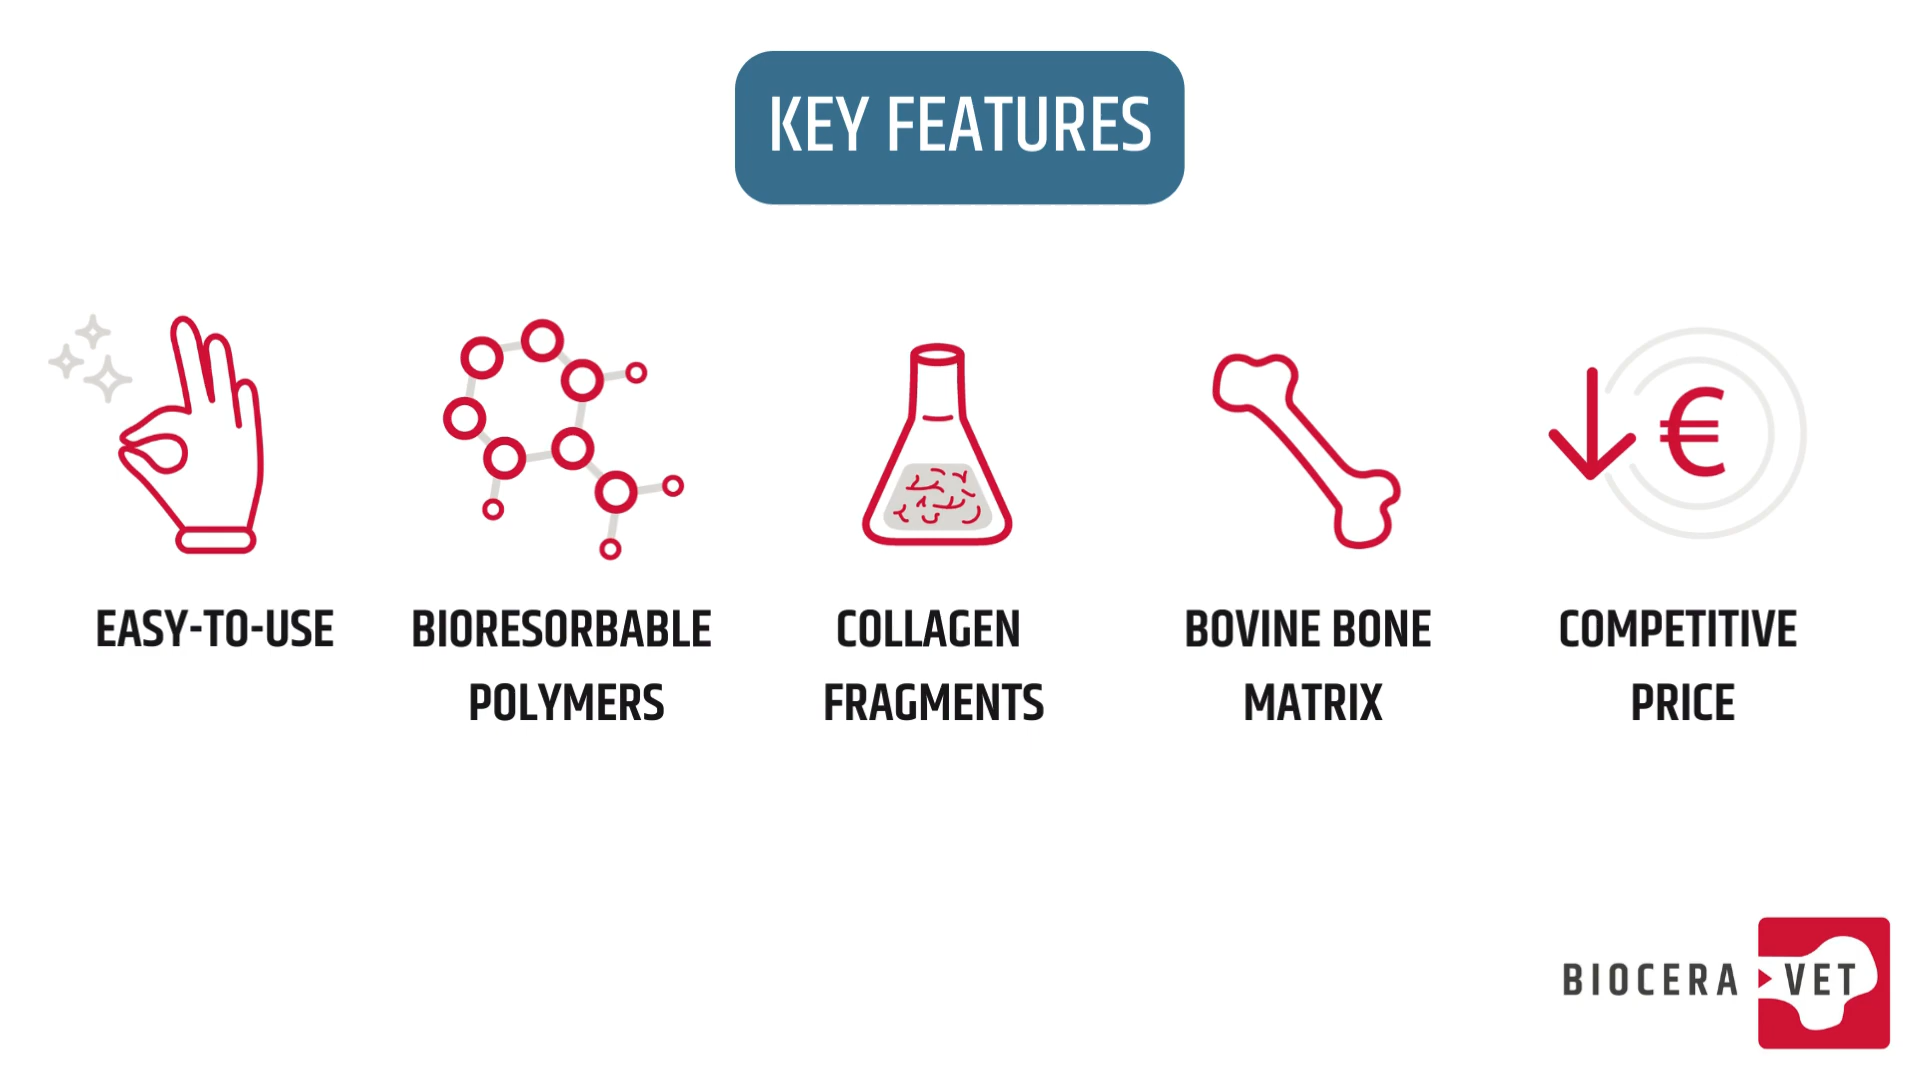 KEY FEATURES
EASY-TO-USE
BIORESORBABLE
POLYMERS
COLLAGEN
FRAGMENTS
BOVINE BONE
MATRIX
€
COMPETITIVE
PRICE
BIOCERA VET